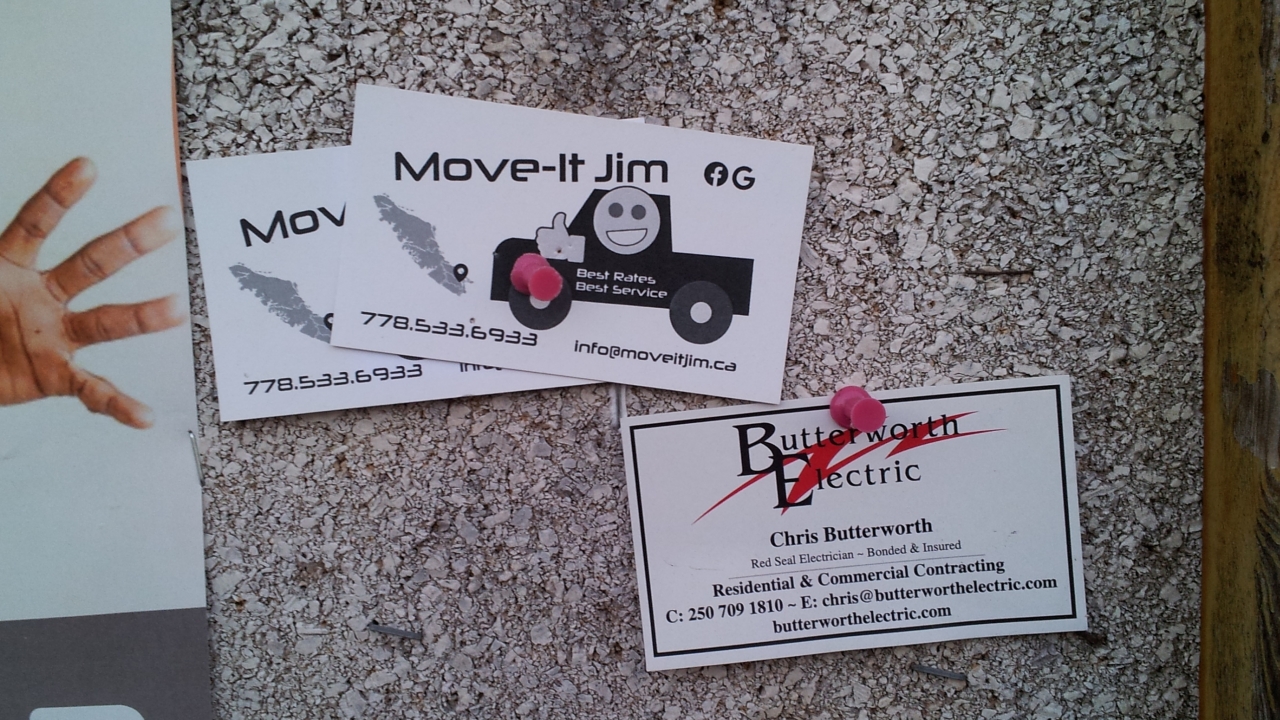 Move-It Jim
Best Rates
Best Service
778.533.6933
info@moveitjim.ca
Mov
778.533.6933
Butterworth
Electric
Chris Butterworth
Red Seal Electrician ~ Bonded & Insured
Residential & Commercial Contracting
C: 250 709 1810 ~ E: chris@butterworthelectric.com
butterworthelectric.com